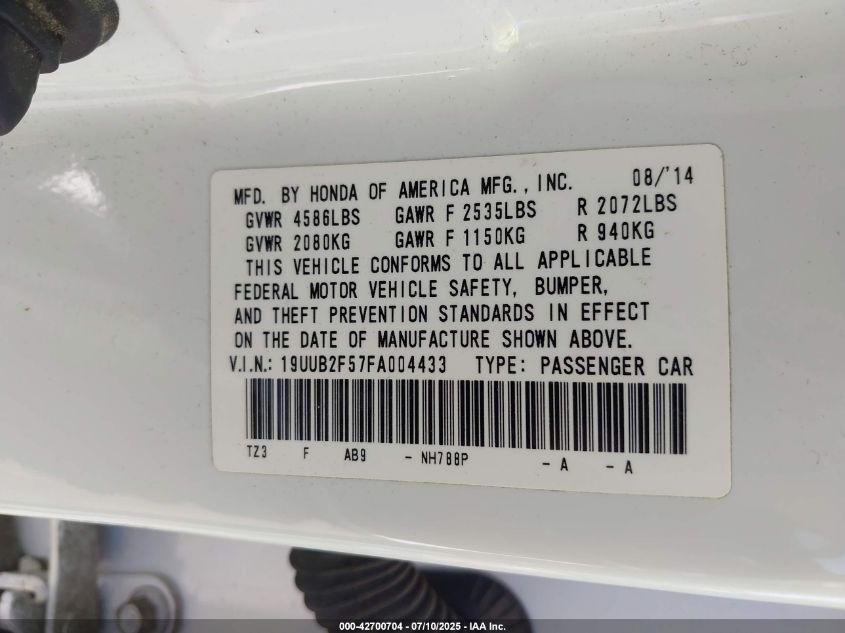 MFD. BY HONDA OF AMERICA MFG., INC. 08/'14
GVWR 4586LBS GAWR F 2535LBS R 2072LBS
GVWR 2080KG GAWR F 1150KG R 940KG
THIS VEHICLE CONFORMS TO ALL APPLICABLE
FEDERAL MOTOR VEHICLE SAFETY, BUMPER,
AND THEFT PREVENTION STANDARDS IN EFFECT
ON THE DATE OF MANUFACTURE SHOWN ABOVE.
V.I.N.: 19UUB2F57FA004433 TYPE: PASSENGER CAR
TZ3 F AB9 - NH788P - A - A
000-42700704 - 07/10/2025 - IAA Inc.